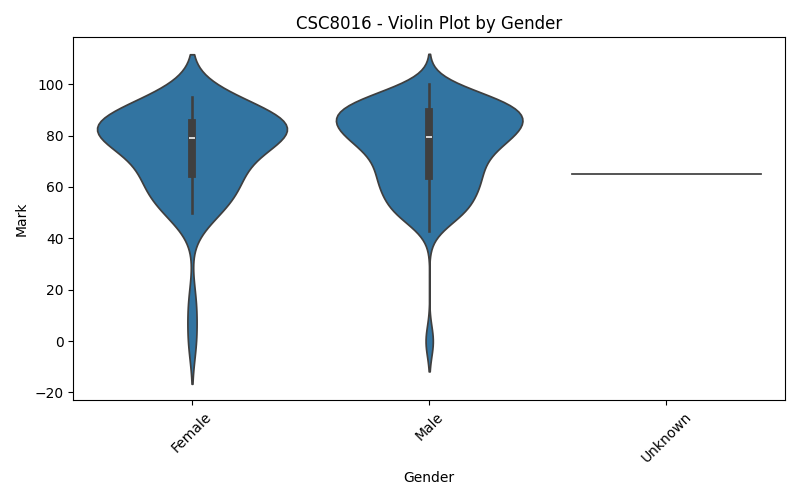 CSC8016 - Violin Plot by Gender
Mark
100
80
60
40
20
0
−20
Female
Male
Unknown
Gender